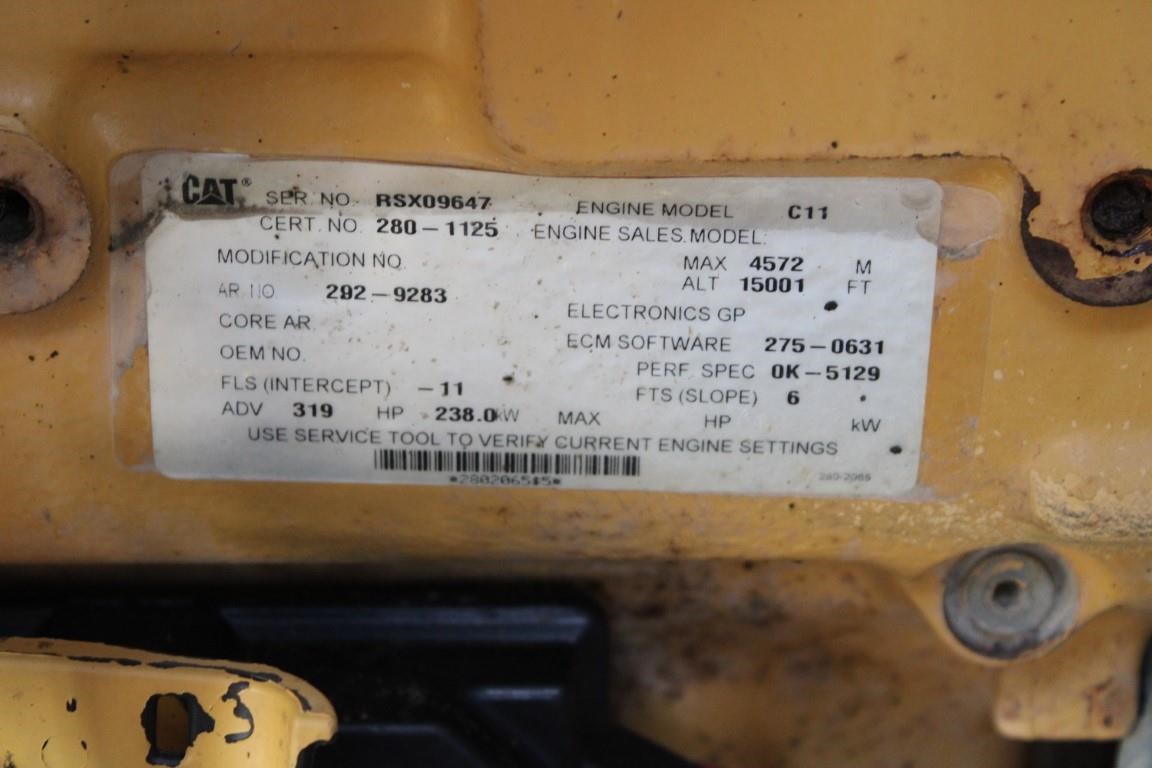 CAT® SER. NO. RSX09647 ENGINE MODEL C11
CERT. NO. 280-1125 ENGINE SALES MODEL:
MODIFICATION NO. MAX 4572 M
ALT 15001 FT
AR. NO. 292-9283
ELECTRONICS GP
CORE AR.
ECM SOFTWARE 275-0631
OEM NO.
PERF. SPEC 0K-5129
FLS (INTERCEPT) -11 FTS (SLOPE) 6
ADV 319 HP 238.0 kW MAX HP kW
USE SERVICE TOOL TO VERIFY CURRENT ENGINE SETTINGS
280-2065